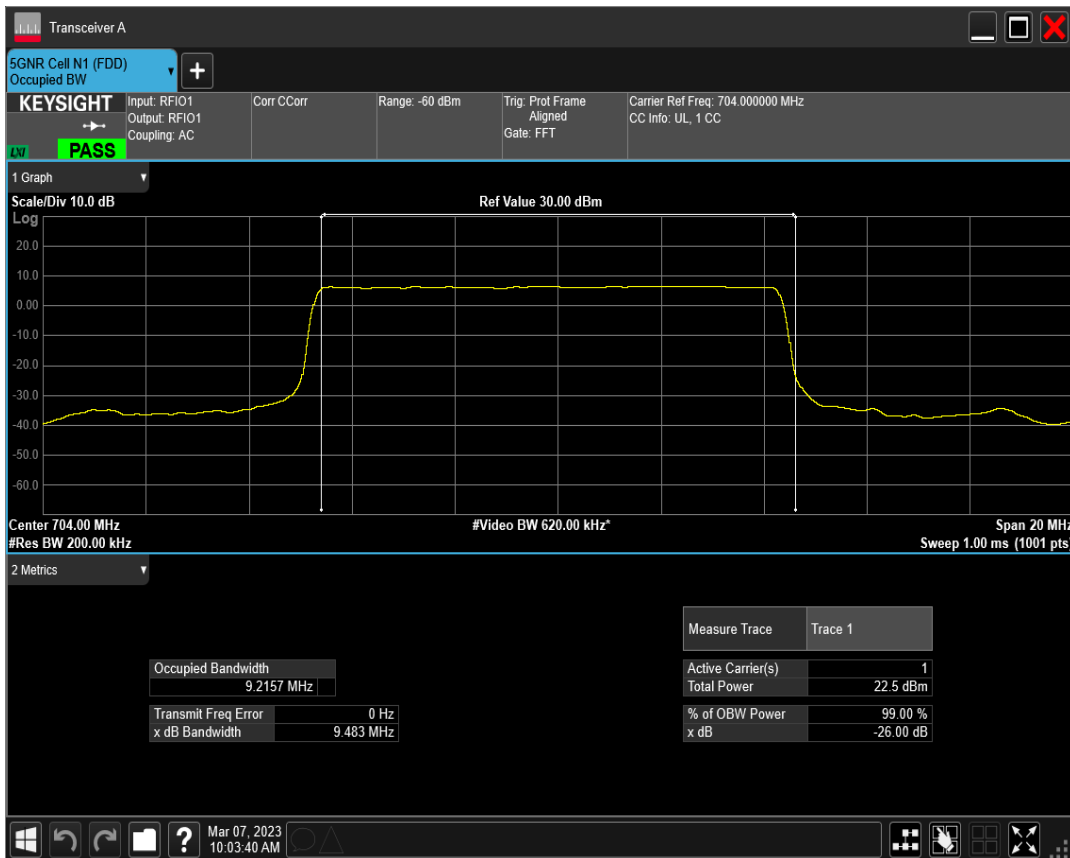 Transceiver A
5GNR Cell N1 (FDD)
Occupied BW
KEYSIGHT
LXI
PASS
Input: RFIO1
Output: RFIO1
Coupling: AC
Corr CCorr
Range: -60 dBm
Trig: Prot Frame
Aligned
Gate: FFT
Carrier Ref Freq: 704.000000 MHz
CC Info: UL, 1 CC
1 Graph
Scale/Div 10.0 dB
Ref Value 30.00 dBm
Log
20.0
10.0
0.00
-10.0
-20.0
-30.0
-40.0
-50.0
-60.0
Center 704.00 MHz
#Video BW 620.00 kHz*
Span 20 MHz
#Res BW 200.00 kHz
Sweep 1.00 ms (1001 pts)
2 Metrics
Measure Trace Trace 1
Occupied Bandwidth
9.2157 MHz
Active Carrier(s) 1
Total Power 22.5 dBm
Transmit Freq Error 0 Hz
x dB Bandwidth 9.483 MHz
% of OBW Power 99.00 %
x dB -26.00 dB
Mar 07, 2023
10:03:40 AM